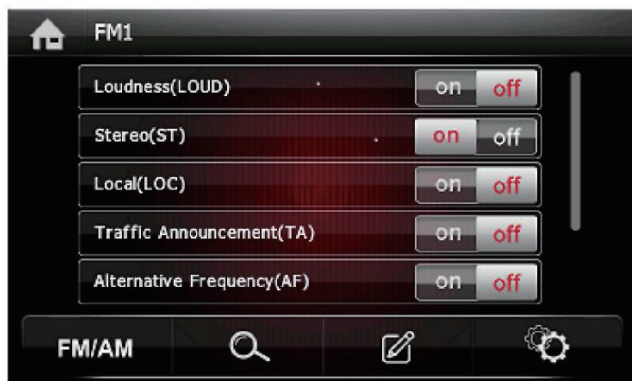 FM1
Loudness(LOUD) on off
Stereo(ST) on off
Local(LOC) on off
Traffic Announcement(TA) on off
Alternative Frequency(AF) on off
FM/AM